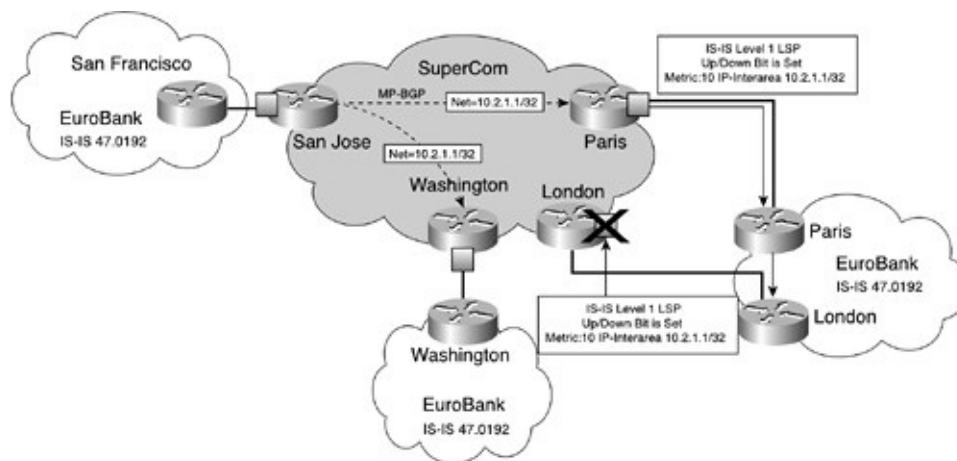 IS-IS Level 1 LSP
Up/Down Bit is Set
Metric:10 IP-Interarea 10.2.1.1/32
San Francisco
SuperCom
MP-BGP
Net=10.2.1.1/32
EuroBank
IS-IS 47.0192
San Jose
Paris
Net=10.2.1.1/32
Washington
London
Paris
EuroBank
IS-IS 47.0192
IS-IS Level 1 LSP
Up/Down Bit is Set
Metric:10 IP-Interarea 10.2.1.1/32
London
Washington
EuroBank
IS-IS 47.0192